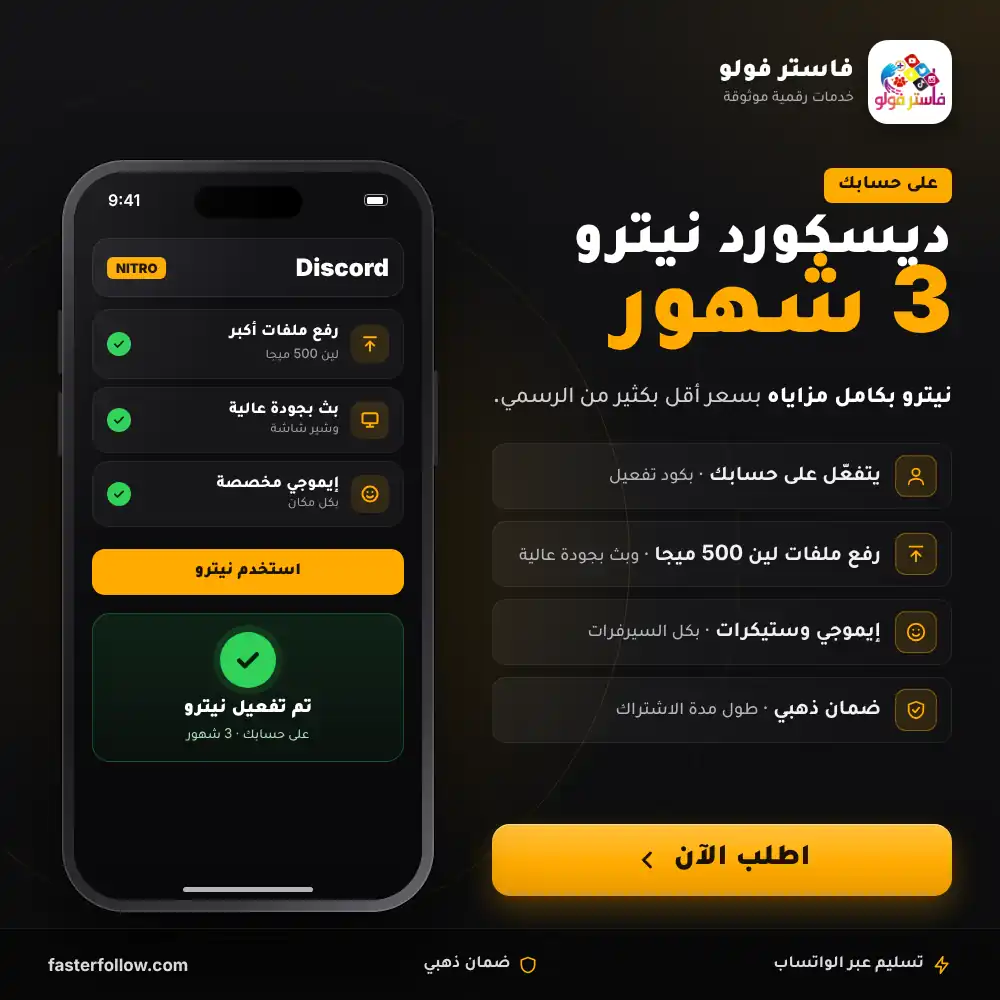 فاستر فولو
خدمات رقمية موثوقة
فاستر فولو
على حسابك
ديسكورد نيترو
3 شهور
نيترو بكامل مزاياه بسعر أقل بكثير من الرسمي.
يتفعّل على حسابك · بكود تفعيل
رفع ملفات لين 500 ميجا · وبث بجودة عالية
إيموجي وستيكرات · بكل السيرفرات
ضمان ذهبي · طول مدة الاشتراك
اطلب الآن
9:41
Discord
NITRO
رفع ملفات أكبر
لين 500 ميجا
بث بجودة عالية
وشير شاشة
إيموجي مخصصة
بكل مكان
استخدم نيترو
تم تفعيل نيترو
على حسابك · 3 شهور
تسليم عبر الواتساب
ضمان ذهبي
fasterfollow.com